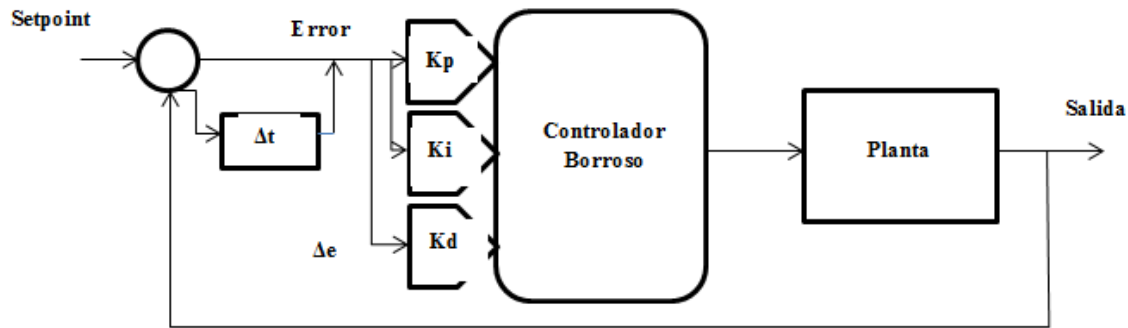 Setpoint
Error
Kp
Δt
Ki
Controlador
Borroso
Planta
Salida
Δe
Kd